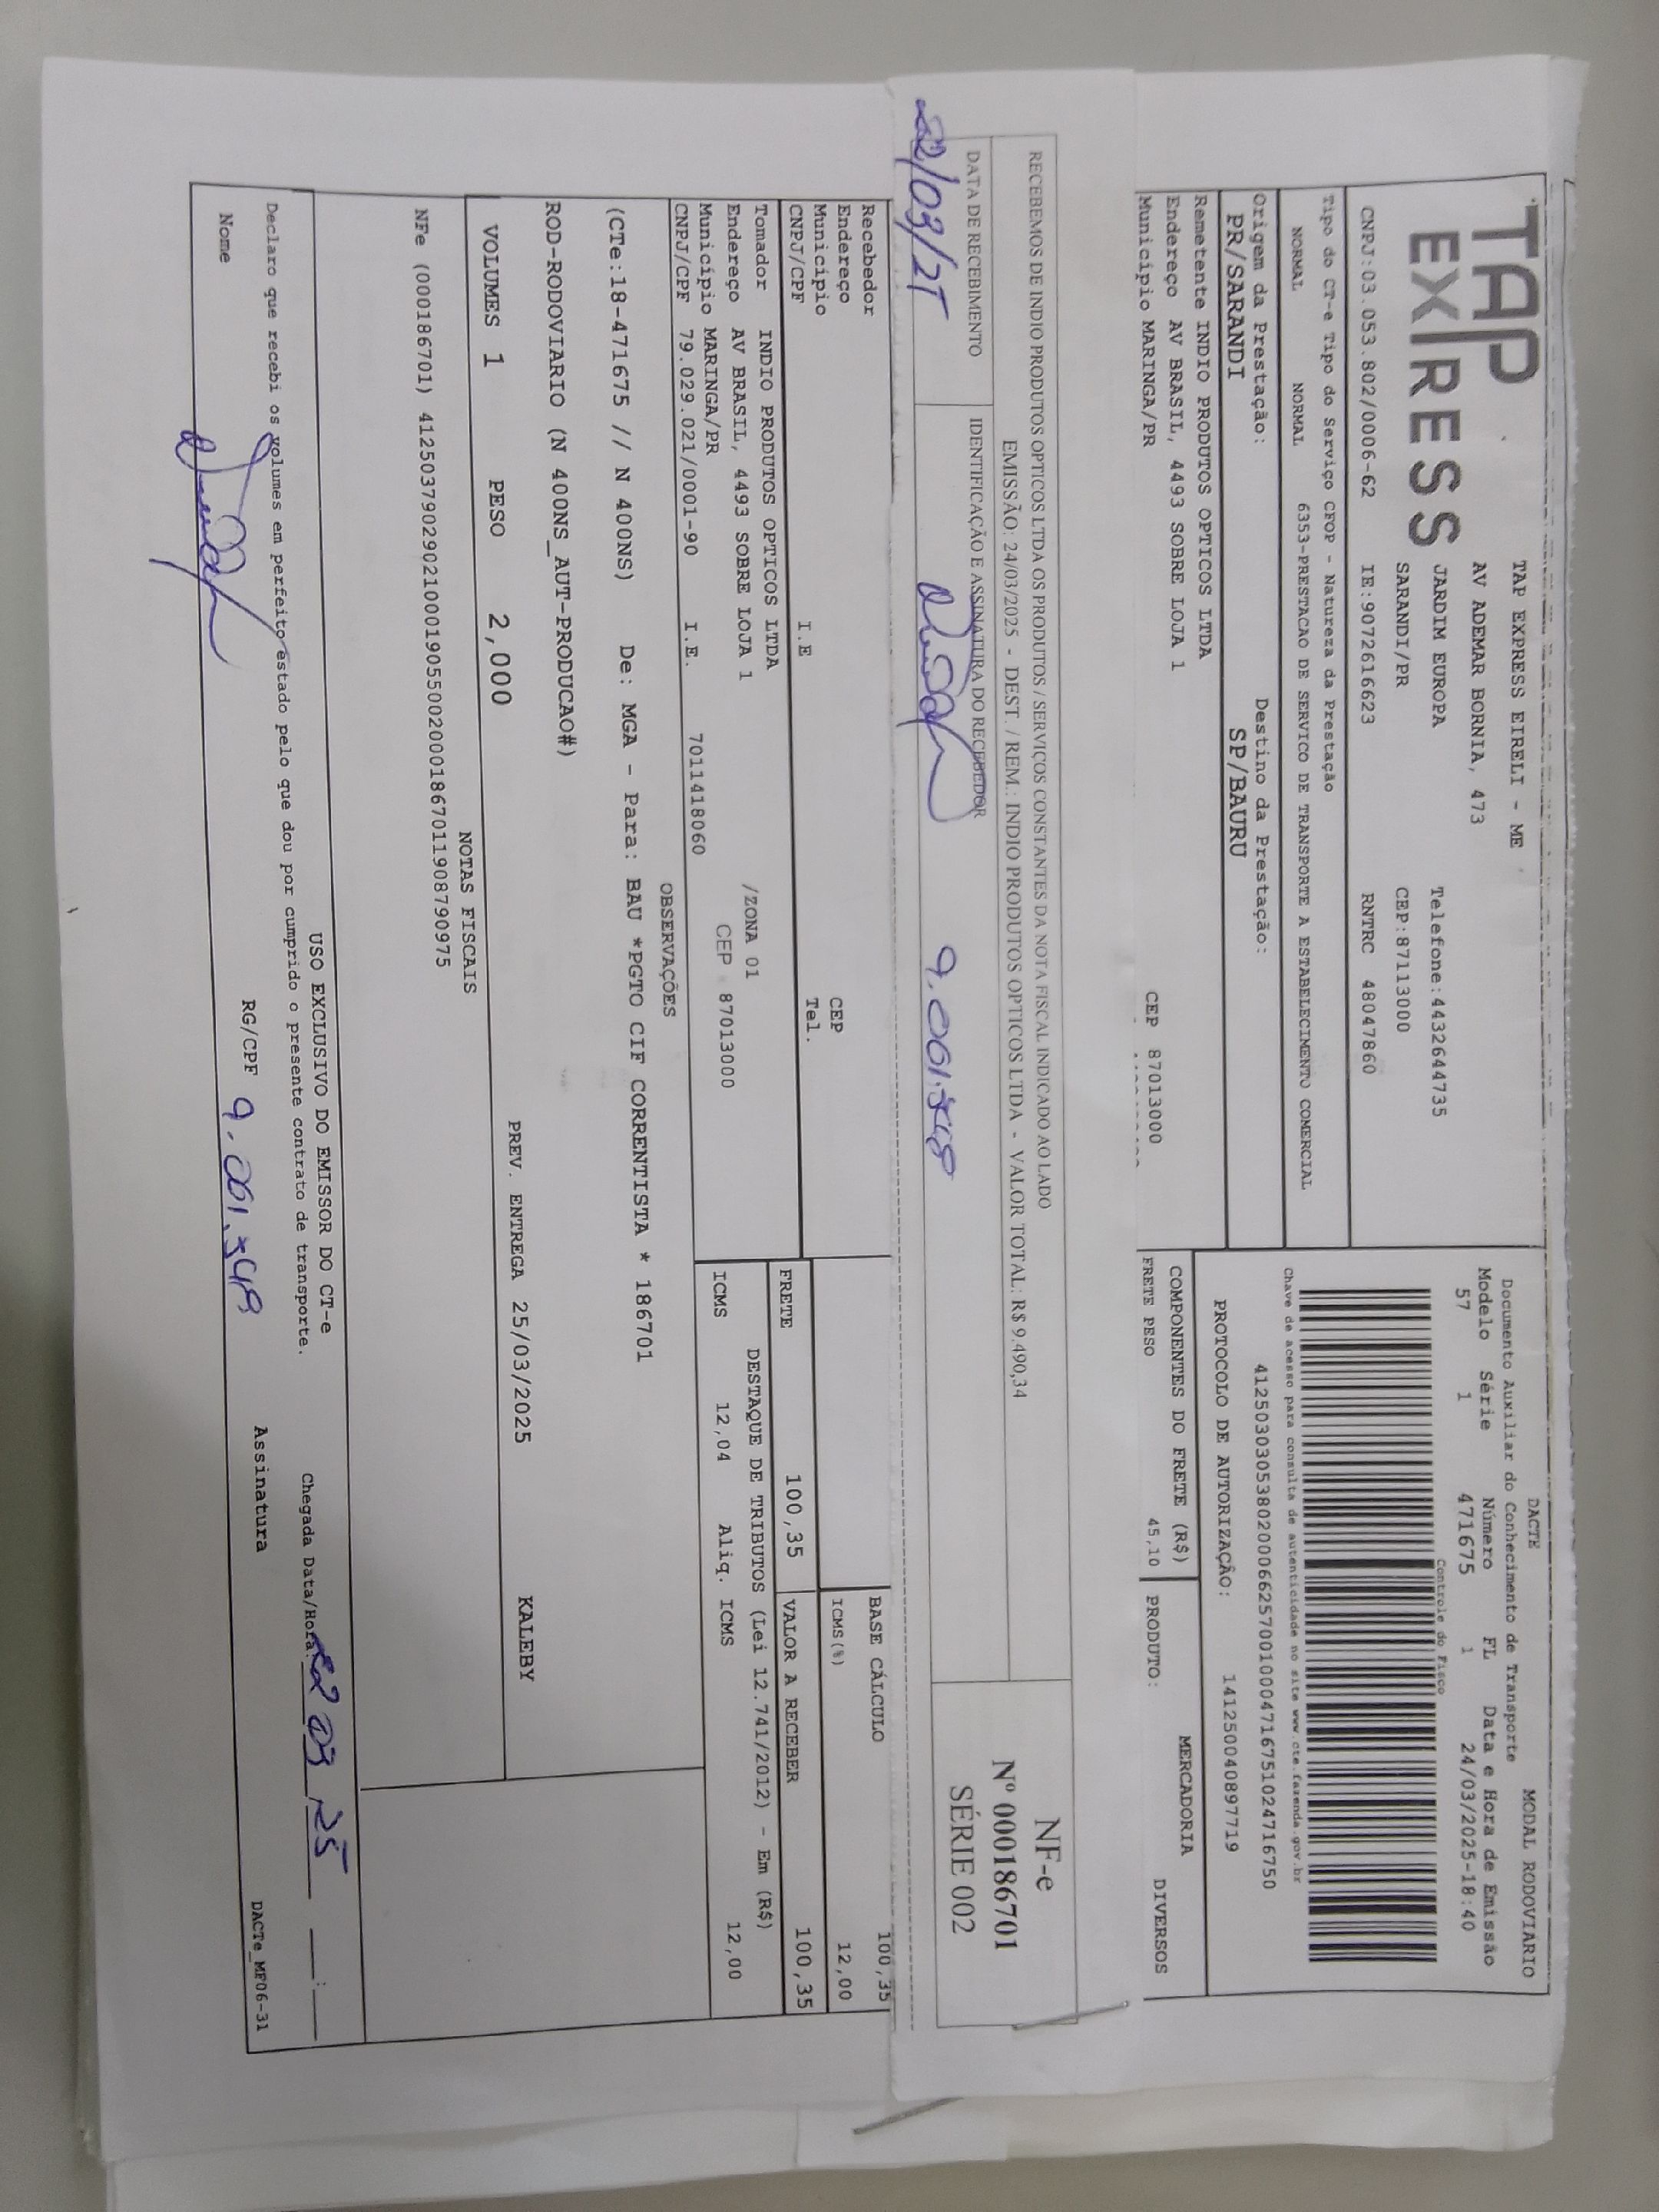 TAP
EXPRESS
TAP EXPRESS EIRELI - ME
AV ADEMAR BORNIA, 473
JARDIM EUROPA
Telefone:4432644735
SARANDI/PR
CEP:87113000
CNPJ:03.053.802/0006-62
IE:9072616623
RNTRC 48047860
DACTE
MODAL RODOVIÁRIO
Documento Auxiliar do Conhecimento de Transporte
Modelo Série Número FL Data e Hora de Emissão
57 1 471675 1 24/03/2025-18:40
Controle do Fisco
Tipo do CT-e Tipo do Serviço CFOP - Natureza da Prestação
NORMAL NORMAL 6353-PRESTACAO DE SERVICO DE TRANSPORTE A ESTABELECIMENTO COMERCIAL
Chave de acesso para consulta de autenticidade no site www.cte.fazenda.gov.br
41250303053802000662570010004716751024716750
Origem da Prestação:
Destino da Prestação:
PR/SARANDI
SP/BAURU
PROTOCOLO DE AUTORIZAÇÃO: 141250040897719
Remetente INDIO PRODUTOS OPTICOS LTDA
Endereço AV BRASIL, 4493 SOBRE LOJA 1
Município MARINGA/PR
CEP 87013000
COMPONENTES DO FRETE (R$)
FRETE PESO 45,10
MERCADORIA
PRODUTO: DIVERSOS
RECEBEMOS DE INDIO PRODUTOS OPTICOS LTDA OS PRODUTOS / SERVIÇOS CONSTANTES DA NOTA FISCAL INDICADO AO LADO
EMISSÃO: 24/03/2025 - DEST. / REM.: INDIO PRODUTOS OPTICOS LTDA - VALOR TOTAL: R$ 9.490,34
DATA DE RECEBIMENTO
IDENTIFICAÇÃO E ASSINATURA DO RECEBEDOR
NF-e
Nº 000186701
SÉRIE 002
Recebedor
Endereço
Município
CNPJ/CPF
I.E
CEP
Tel.
BASE CÁLCULO 100,35
ICMS(%) 12,00
FRETE 100,35
VALOR A RECEBER 100,35
Tomador INDIO PRODUTOS OPTICOS LTDA
Endereço AV BRASIL, 4493 SOBRE LOJA 1 /ZONA 01
Município MARINGA/PR CEP 87013000
CNPJ/CPF 79.029.021/0001-90 I.E. 7011418060
DESTAQUE DE TRIBUTOS (Lei 12.741/2012) - Em (R$)
ICMS 12,04 Aliq. ICMS 12,00
OBSERVAÇÕES
(CTe:18-471675 // N 400NS) De: MGA - Para: BAU *PGTO CIF CORRENTISTA * 186701
ROD-RODOVIARIO (N 400NS_AUT-PRODUCAO#)
VOLUMES 1 PESO 2,000 PREV. ENTREGA 25/03/2025 KALEBY
NOTAS FISCAIS
NFe (000186701) 41250379029021000190550020001867011908790975
USO EXCLUSIVO DO EMISSOR DO CT-e
Declaro que recebi os volumes em perfeito estado pelo que dou por cumprido o presente contrato de transporte.
Chegada Data/Hora:
Nome
RG/CPF
Assinatura
DACTe_MF06-31